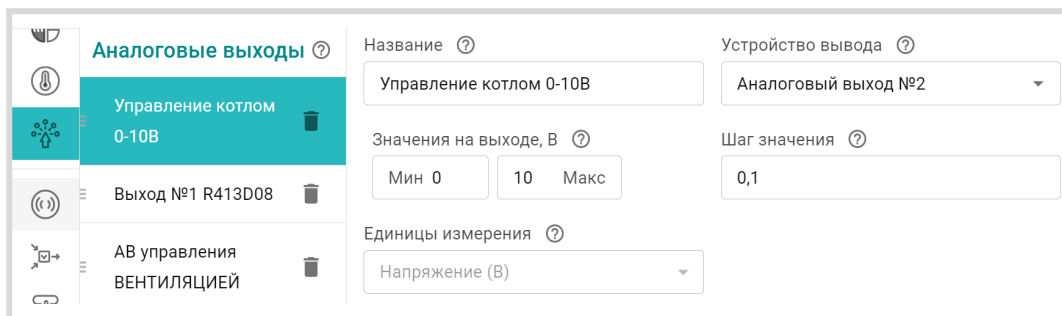 Аналоговые выходы
Управление котлом
0-10В
Выход №1 R413D08
АВ управления
ВЕНТИЛЯЦИЕЙ
Название
Управление котлом 0-10В
Устройство вывода
Аналоговый выход №2
Значения на выходе, В
Мин 0
10 Макс
Шаг значения
0,1
Единицы измерения
Напряжение (В)